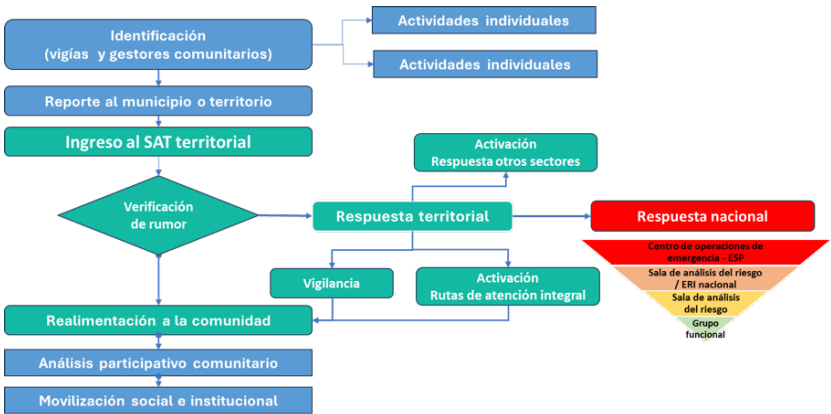 Identificación
(vigías y gestores comunitarios)
Actividades individuales
Actividades individuales
Reporte al municipio o territorio
Ingreso al SAT territorial
Activación
Respuesta otros sectores
Verificación
de rumor
Respuesta territorial
Respuesta nacional
Centro de operaciones de
emergencia - ESP
Sala de análisis del riesgo
/ ERI nacional
Sala de análisis
del riesgo
Grupo
funcional
Vigilancia
Activación
Rutas de atención integral
Realimentación a la comunidad
Análisis participativo comunitario
Movilización social e institucional